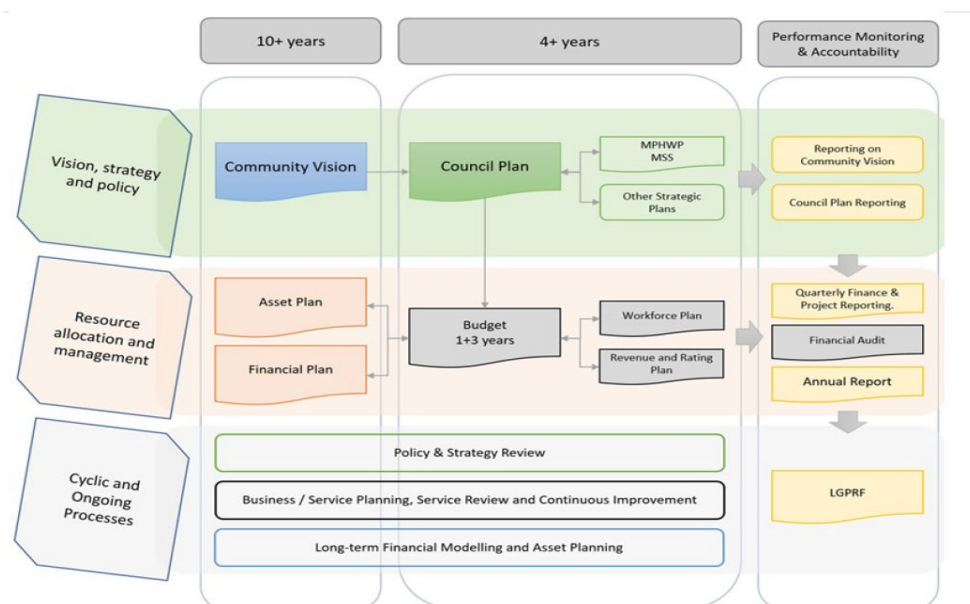 10+ years
4+ years
Performance Monitoring
& Accountability
Vision, strategy
and policy
Community Vision
Council Plan
MPHWP
MSS
Other Strategic
Plans
Reporting on
Community Vision
Council Plan Reporting
Resource
allocation and
management
Asset Plan
Financial Plan
Budget
1+3 years
Workforce Plan
Revenue and Rating
Plan
Quarterly Finance &
Project Reporting.
Financial Audit
Annual Report
Cyclic and
Ongoing
Processes
Policy & Strategy Review
Business / Service Planning, Service Review and Continuous Improvement
Long-term Financial Modelling and Asset Planning
LGPRF